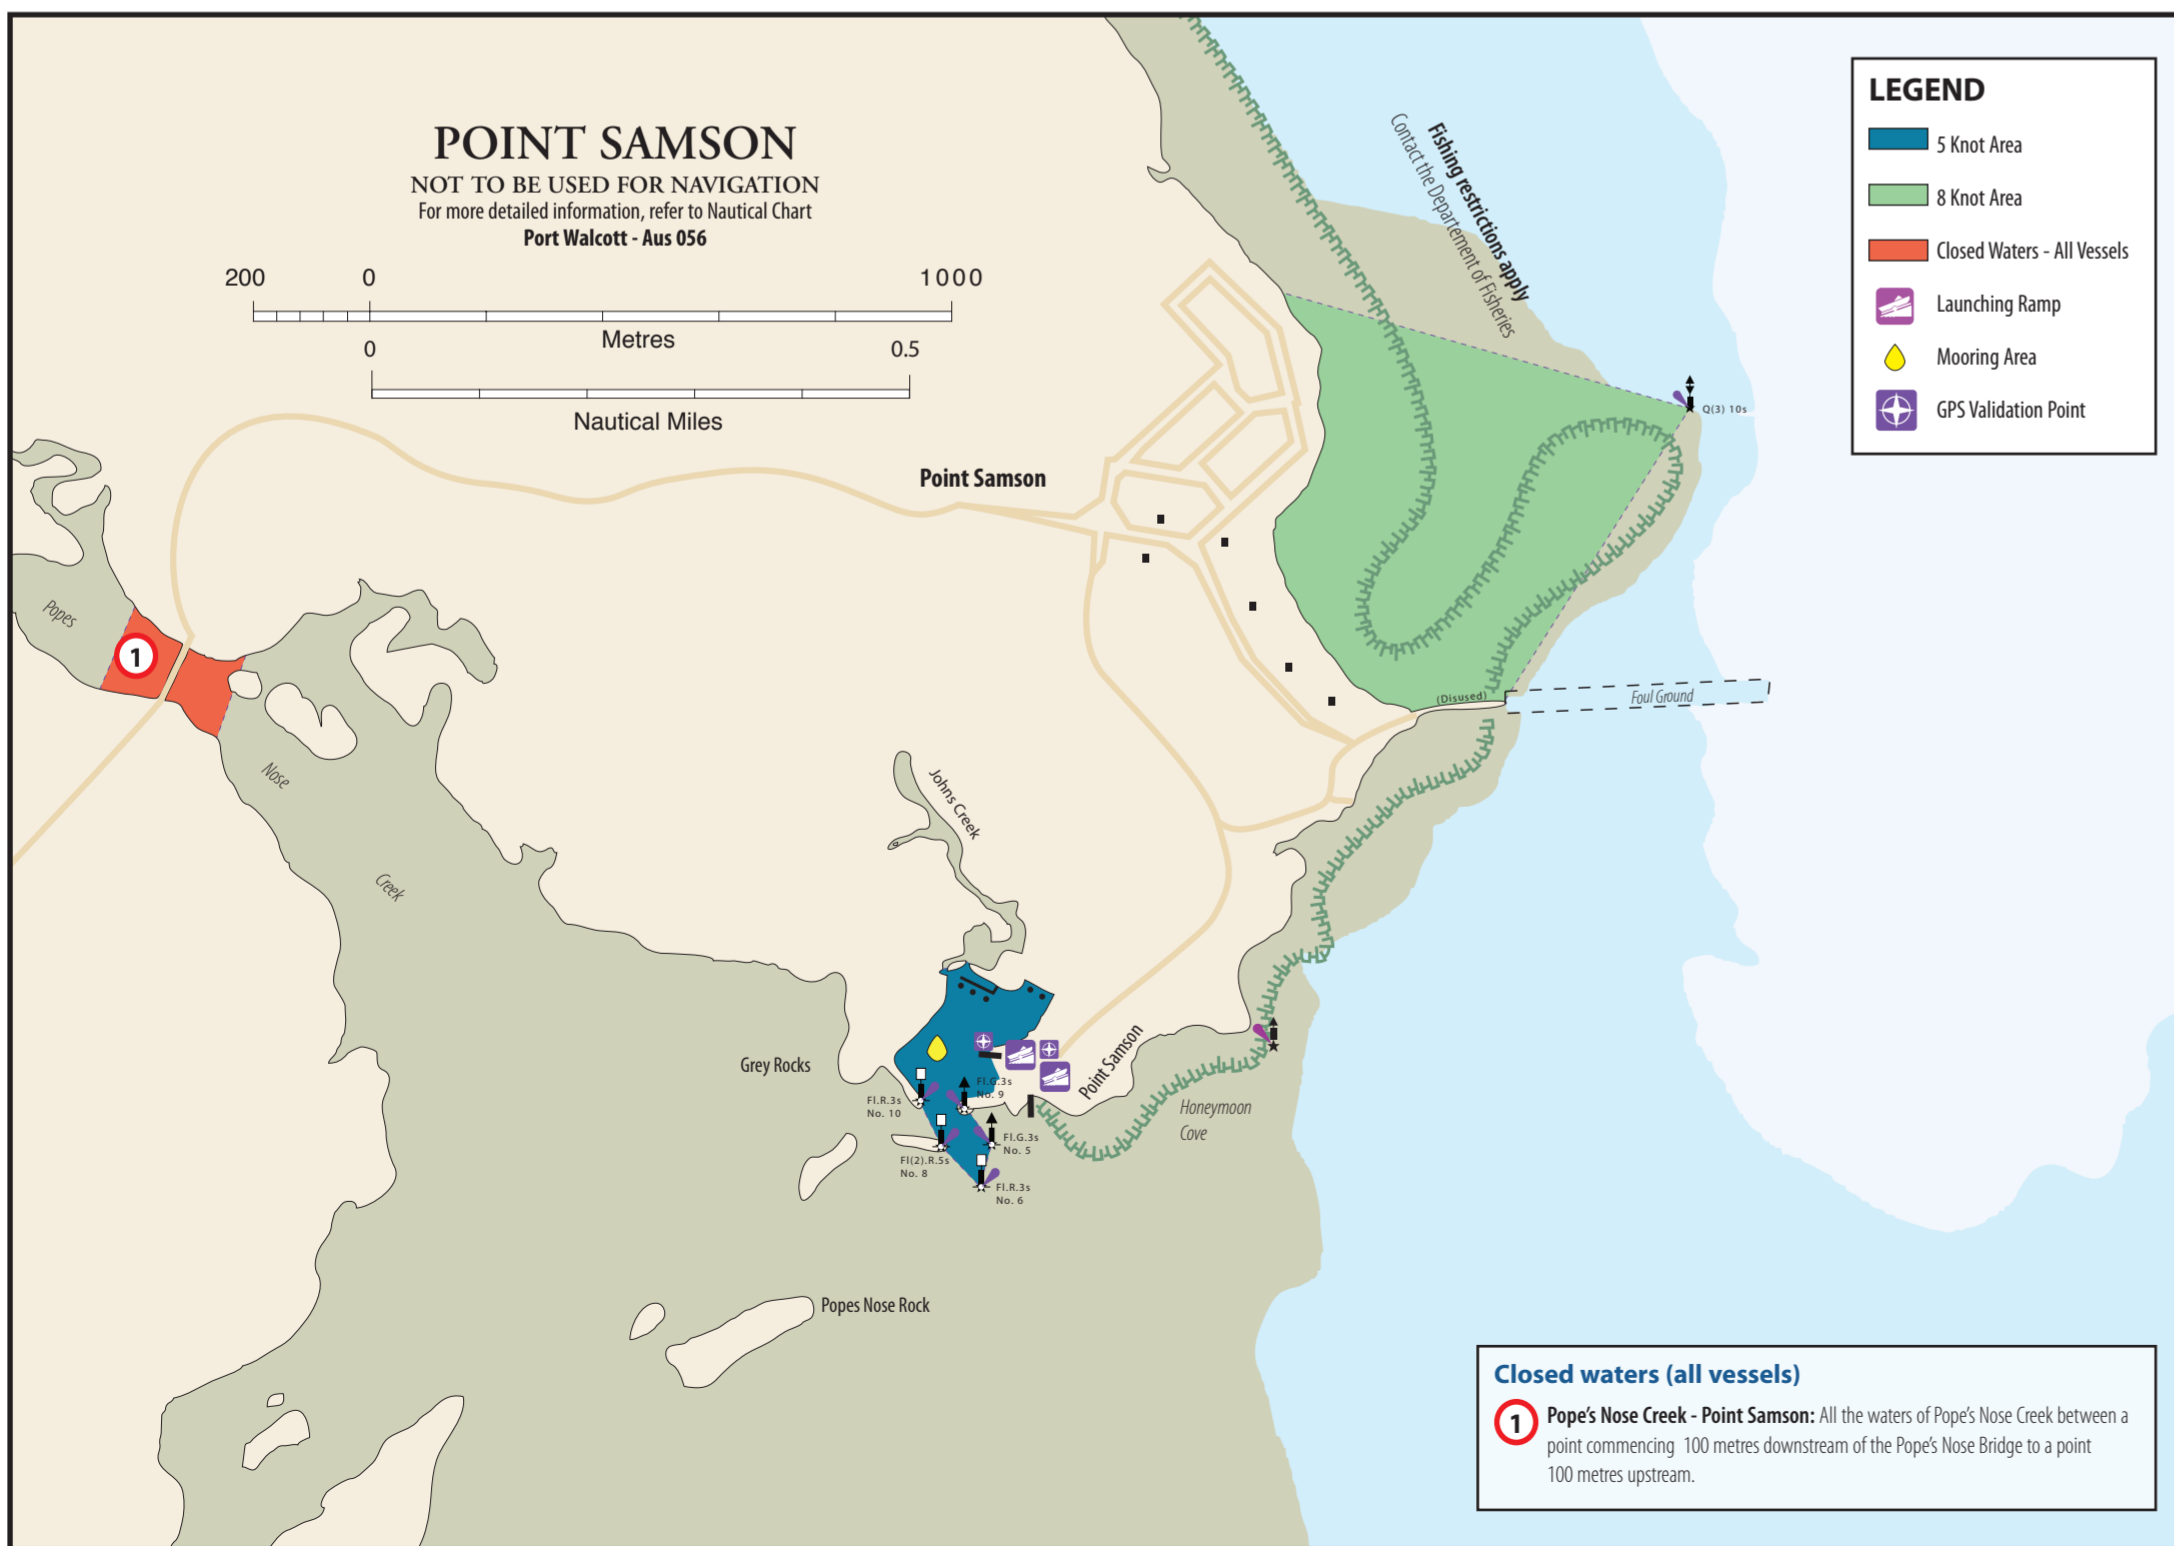 POINT SAMSON
NOT TO BE USED FOR NAVIGATION
For more detailed information, refer to Nautical Chart
Port Walcott - Aus 056
200 0 1000
Metres
0 0.5
Nautical Miles
LEGEND
5 Knot Area
8 Knot Area
Closed Waters - All Vessels
Launching Ramp
Mooring Area
GPS Validation Point
Fishing restrictions apply
Contact the Departement of Fisheries
Q(3) 10s
Point Samson
Popes
1
Nose
Creek
(Disused)
Foul Ground
Johns Creek
Grey Rocks
Point Samson
Honeymoon
Cove
Fl.G.3s
No. 9
Fl.R.3s
No. 10
Fl.G.3s
No. 5
Fl(2).R.5s
No. 8
Fl.R.3s
No. 6
Popes Nose Rock
Closed waters (all vessels)
1 Pope's Nose Creek - Point Samson: All the waters of Pope's Nose Creek between a
point commencing 100 metres downstream of the Pope's Nose Bridge to a point
100 metres upstream.